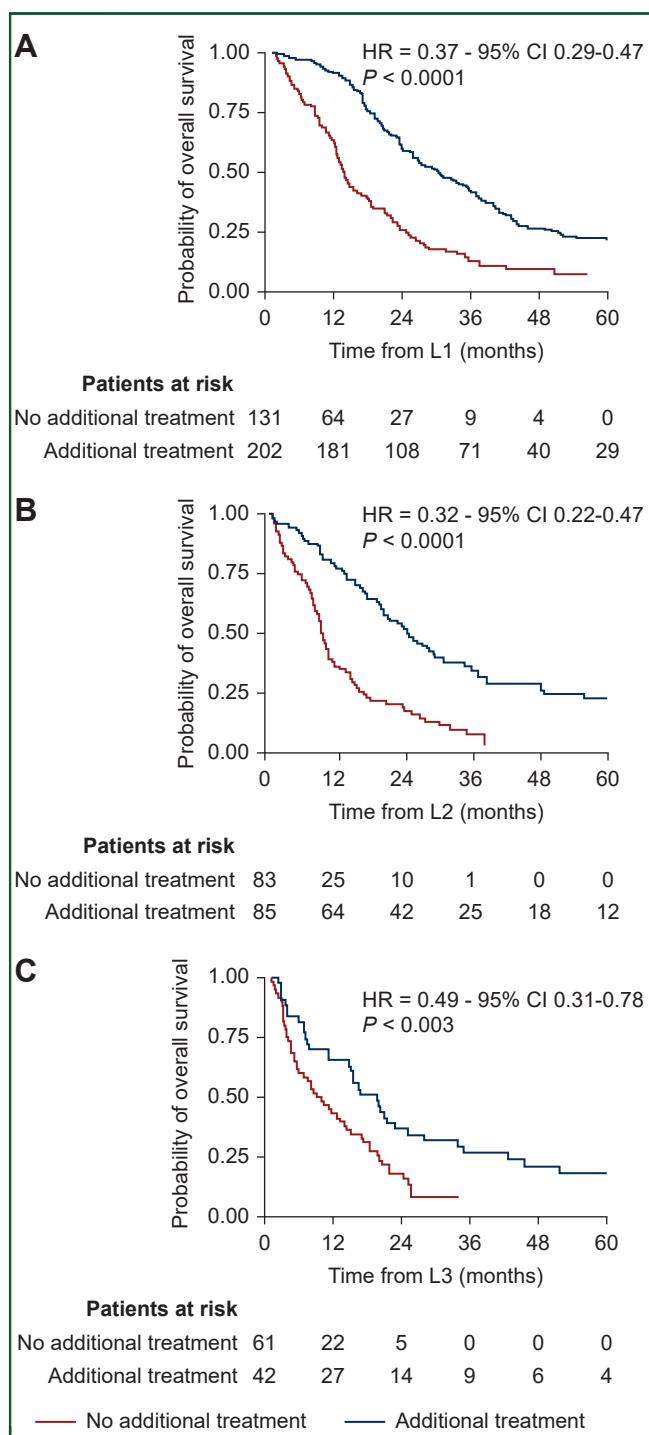 A
HR = 0.37 - 95% CI 0.29-0.47
P < 0.0001
Probability of overall survival
1.00
0.75
0.50
0.25
0.00
0 12 24 36 48 60
Time from L1 (months)
Patients at risk
No additional treatment 131 64 27 9 4 0
Additional treatment 202 181 108 71 40 29
B
HR = 0.32 - 95% CI 0.22-0.47
P < 0.0001
Probability of overall survival
1.00
0.75
0.50
0.25
0.00
0 12 24 36 48 60
Time from L2 (months)
Patients at risk
No additional treatment 83 25 10 1 0 0
Additional treatment 85 64 42 25 18 12
C
HR = 0.49 - 95% CI 0.31-0.78
P < 0.003
Probability of overall survival
1.00
0.75
0.50
0.25
0.00
0 12 24 36 48 60
Time from L3 (months)
Patients at risk
No additional treatment 61 22 5 0 0 0
Additional treatment 42 27 14 9 6 4
No additional treatment Additional treatment